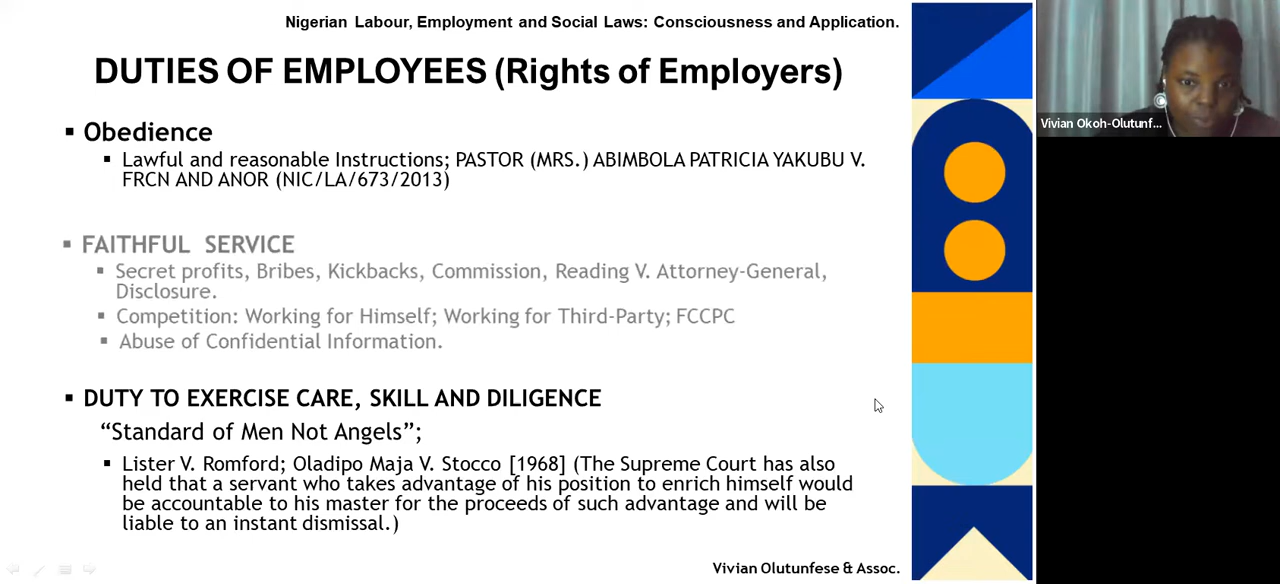 Nigerian Labour, Employment and Social Laws: Consciousness and Application.
DUTIES OF EMPLOYEES (Rights of Employers)
▪ Obedience
▪ Lawful and reasonable Instructions; PASTOR (MRS.) ABIMBOLA PATRICIA YAKUBU V.
FRCN AND ANOR (NIC/LA/673/2013)
▪ FAITHFUL SERVICE
▪ Secret profits, Bribes, Kickbacks, Commission, Reading V. Attorney-General,
Disclosure.
▪ Competition: Working for Himself; Working for Third-Party; FCCPC
▪ Abuse of Confidential Information.
▪ DUTY TO EXERCISE CARE, SKILL AND DILIGENCE
“Standard of Men Not Angels”;
▪ Lister V. Romford; Oladipo Maja V. Stocco [1968] (The Supreme Court has also
held that a servant who takes advantage of his position to enrich himself would
be accountable to his master for the proceeds of such advantage and will be
liable to an instant dismissal.)
Vivian Olutunfese & Assoc.
Vivian Okoh-Olutunf...